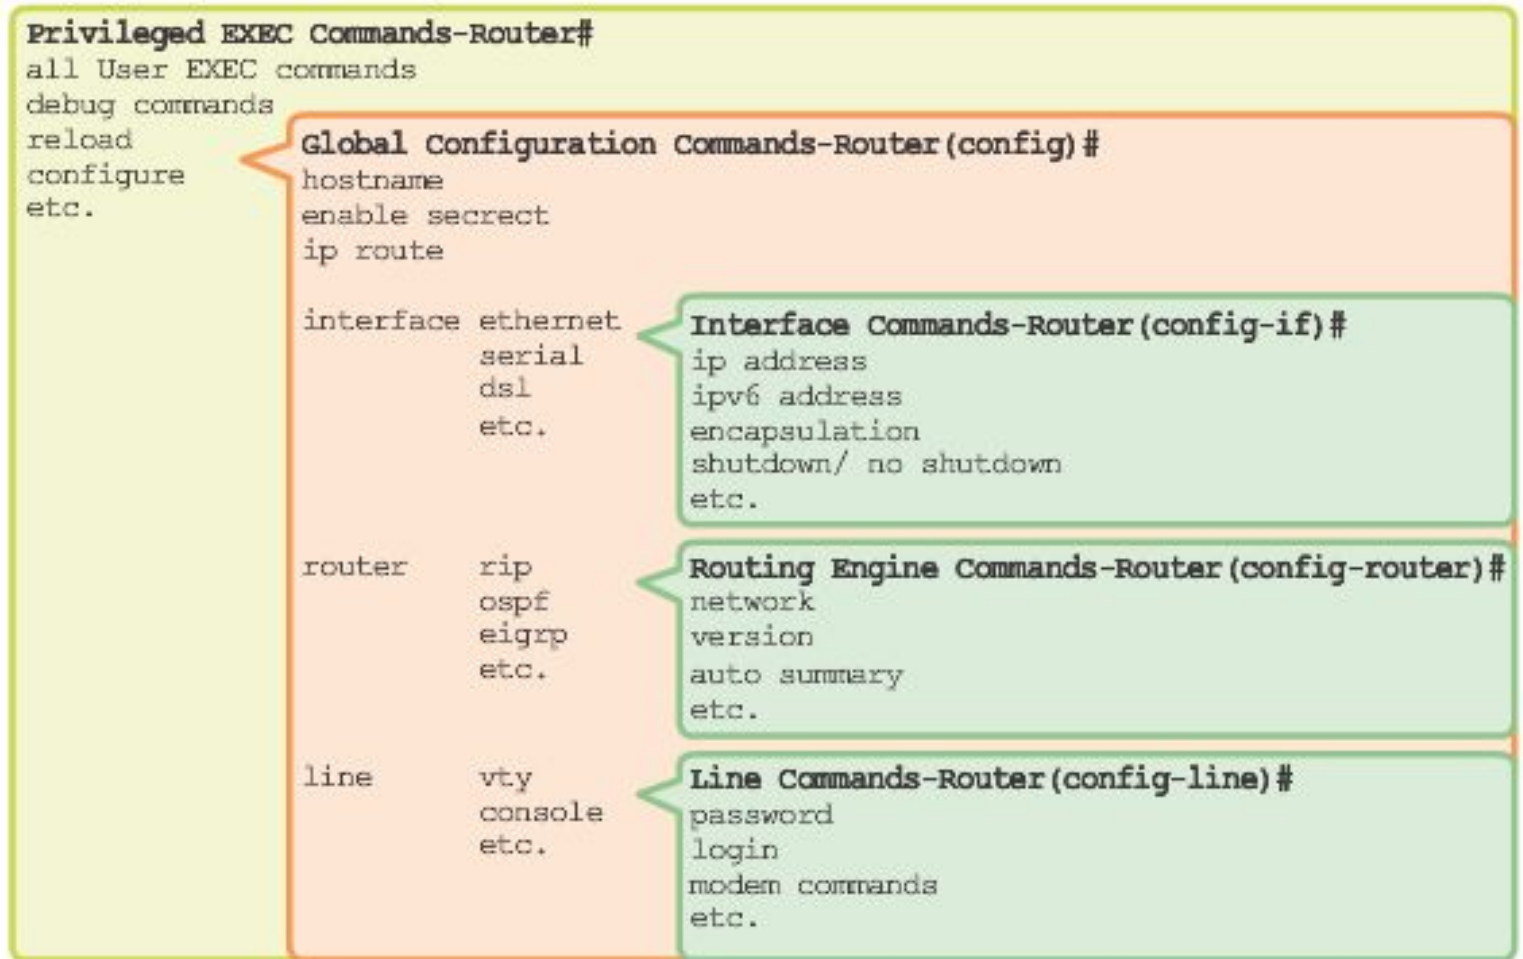 Privileged EXEC Commands-Router#
all User EXEC commands
debug commands
reload
configure
etc.
Global Configuration Commands-Router(config)#
hostname
enable secrect
ip route
interface ethernet
serial
dsl
etc.
Interface Commands-Router(config-if)#
ip address
ipv6 address
encapsulation
shutdown/ no shutdown
etc.
router rip
ospf
eigrp
etc.
Routing Engine Commands-Router(config-router)#
network
version
auto summary
etc.
line vty
console
etc.
Line Commands-Router(config-line)#
password
login
modem commands
etc.